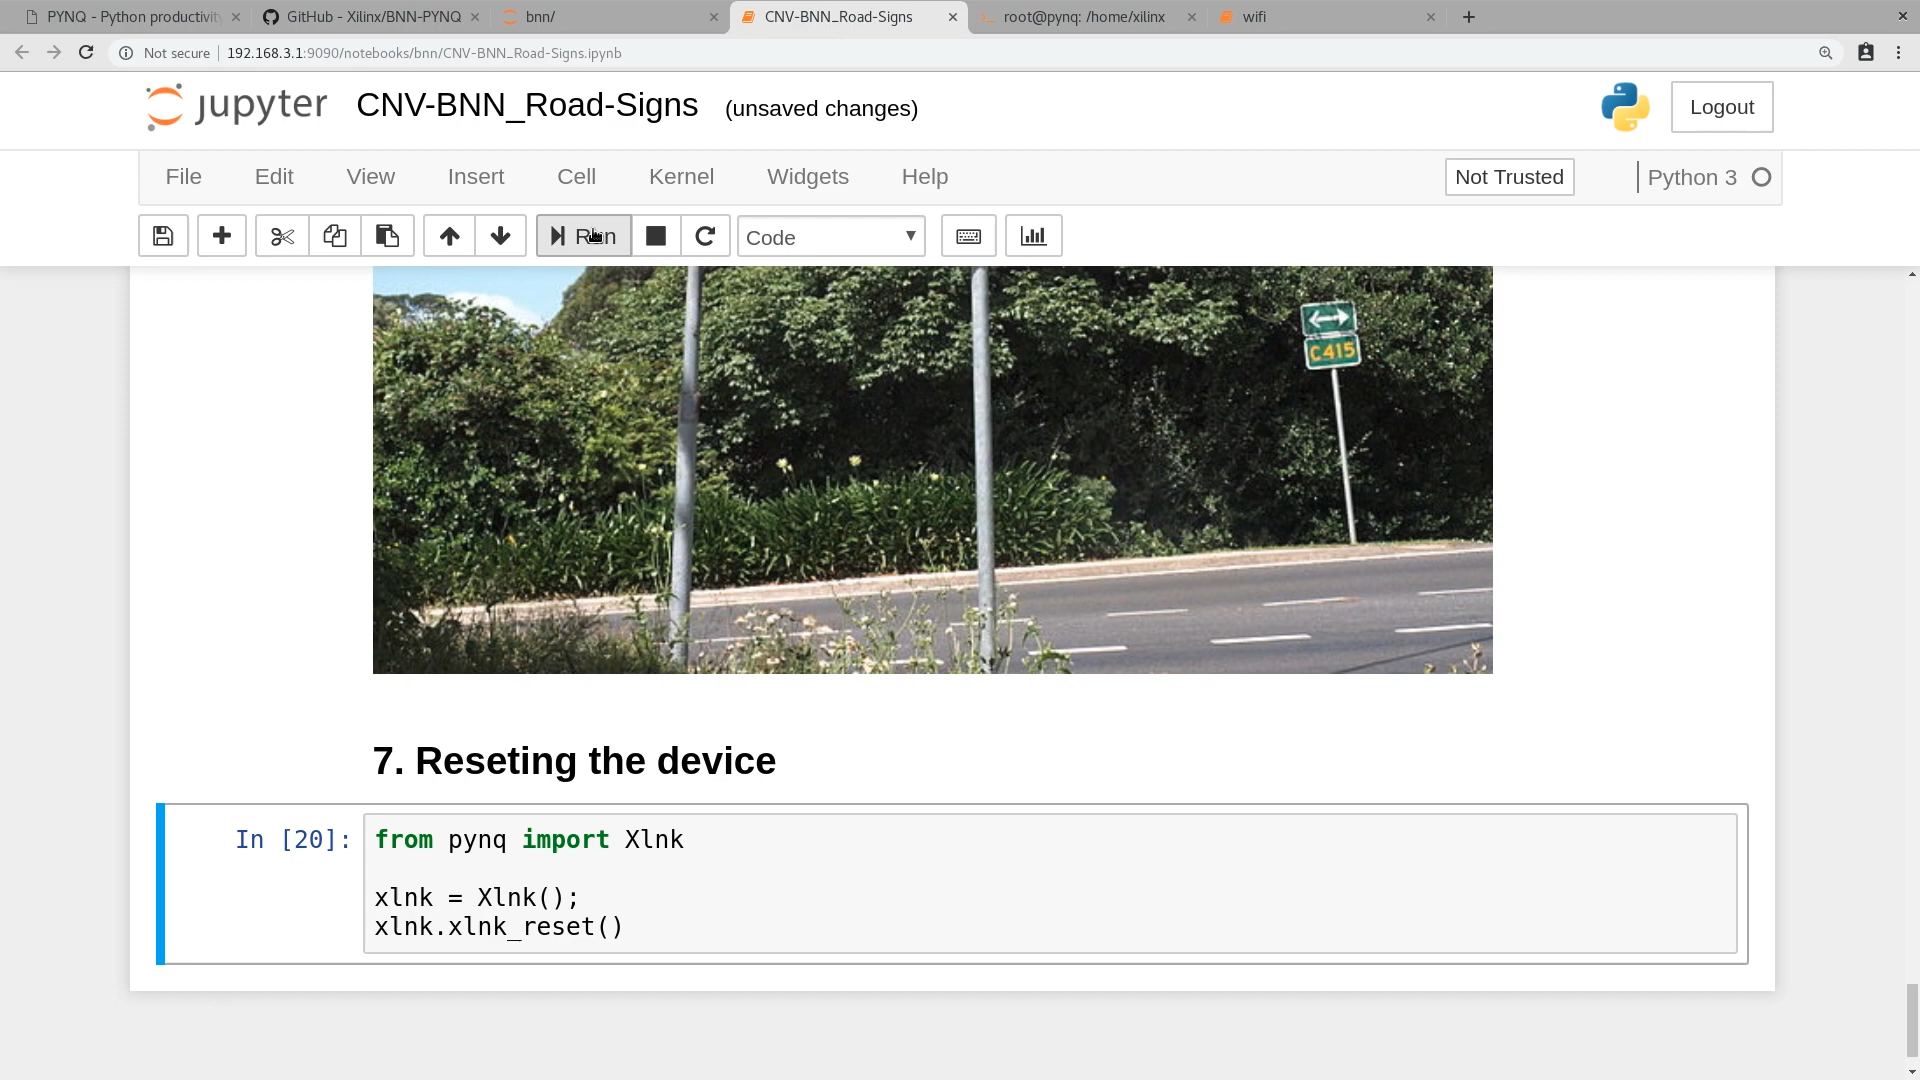 PYNQ - Python productivity
GitHub - Xilinx/BNN-PYNQ
bnn/
CNV-BNN_Road-Signs
root@pynq: /home/xilinx
wifi
Not secure
192.168.3.1:9090/notebooks/bnn/CNV-BNN_Road-Signs.ipynb
jupyter
CNV-BNN_Road-Signs
(unsaved changes)
Logout
File
Edit
View
Insert
Cell
Kernel
Widgets
Help
Not Trusted
Python 3
Run
Code
C415
7. Reseting the device
In [20]:
from pynq import Xlnk
xlnk = Xlnk();
xlnk.xlnk_reset()